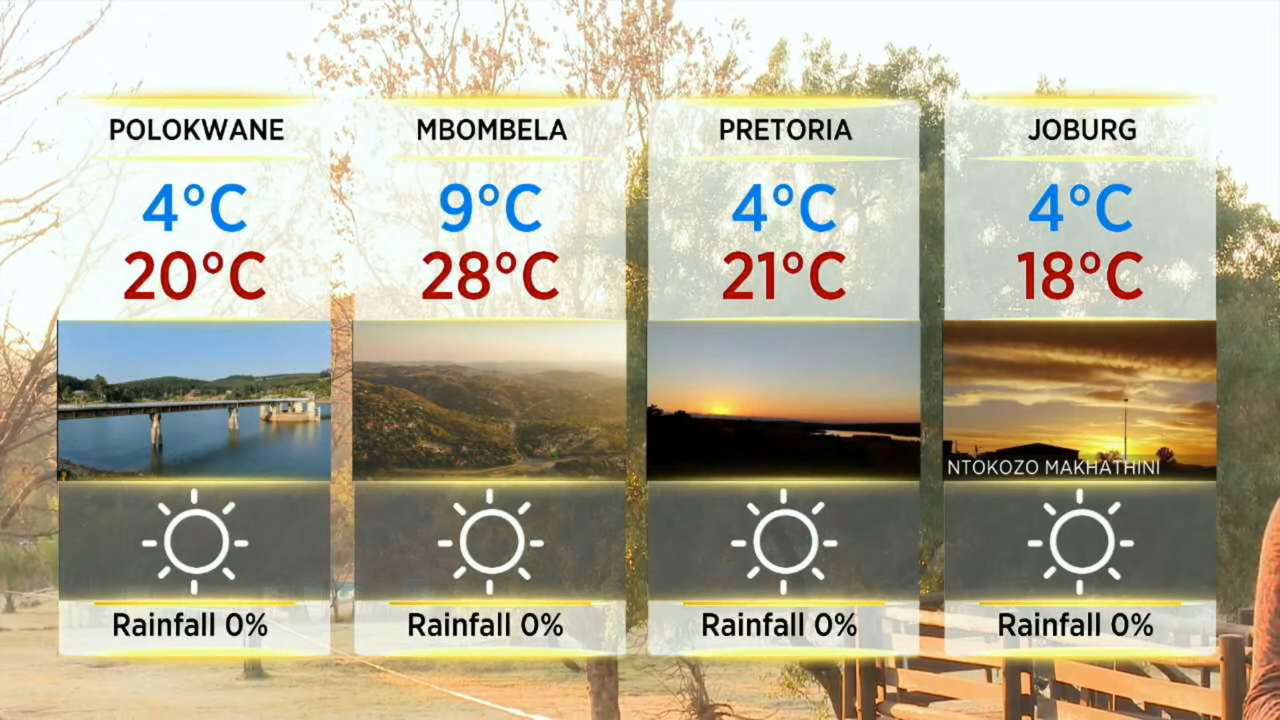 POLOKWANE
4°C
20°C
Rainfall 0%
MBOMBELA
9°C
28°C
Rainfall 0%
PRETORIA
4°C
21°C
Rainfall 0%
JOBURG
4°C
18°C
NTOKOZO MAKHATHINI
Rainfall 0%